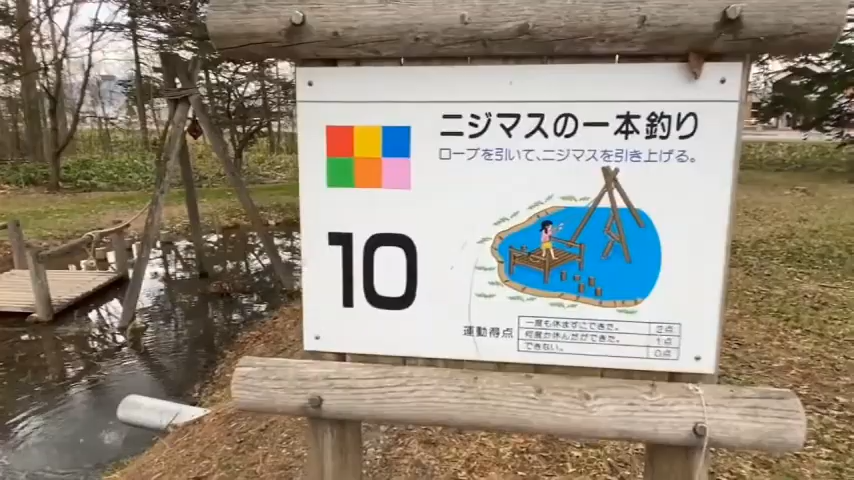 ニジマスの一本釣り
ロープを引いて、ニジマスを引き上げる。
10
運動得点
一度も休まずにできた。 2点
何度か休んだができた。 1点
できない。 0点